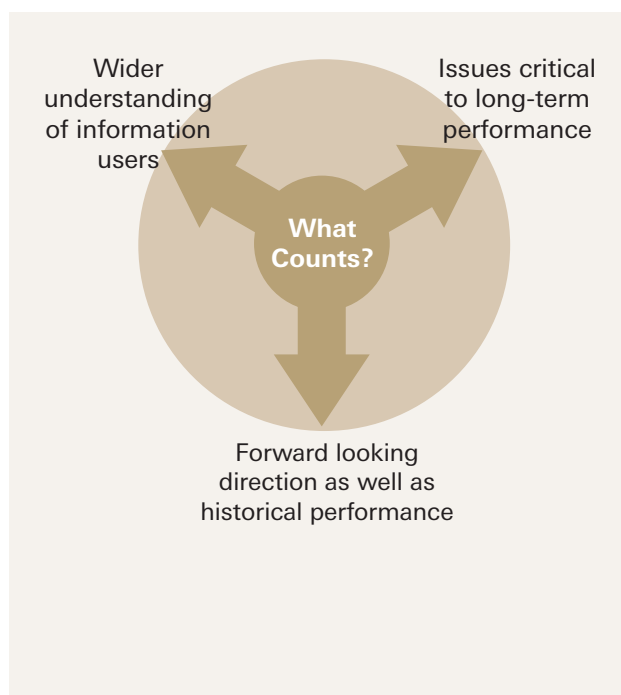 Wider
understanding
of information
users
Issues critical
to long-term
performance
What
Counts?
Forward looking
direction as well as
historical performance